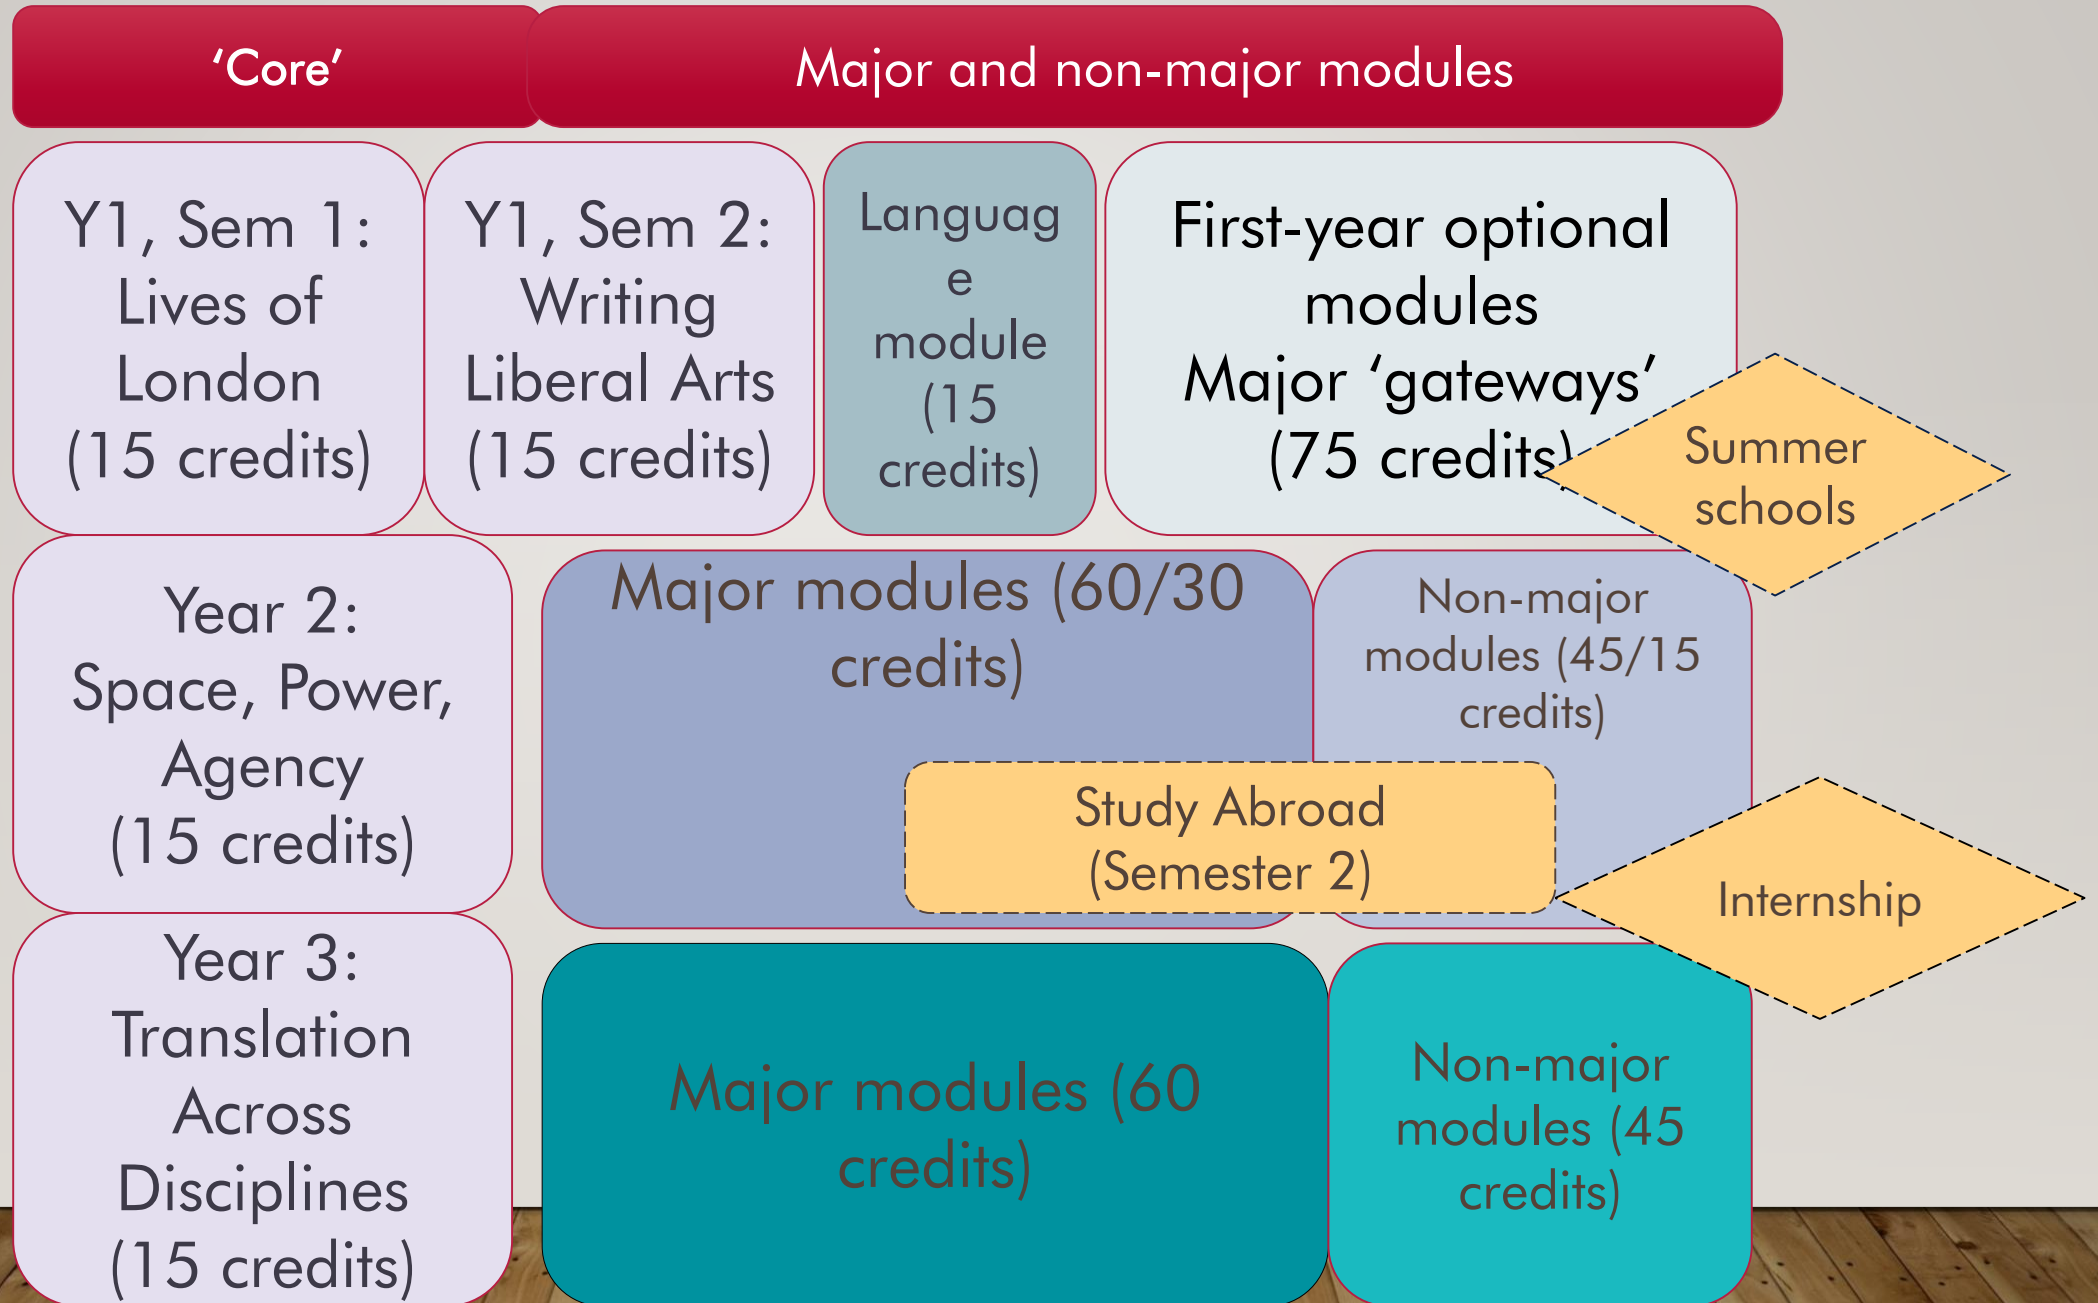 ‘Core’
Major and non-major modules
Y1, Sem 1:
Lives of
London
(15 credits)
Y1, Sem 2:
Writing
Liberal Arts
(15 credits)
Languag
e
module
(15
credits)
First-year optional
modules
Major ‘gateways’
(75 credits)
Summer
schools
Year 2:
Space, Power,
Agency
(15 credits)
Major modules (60/30
credits)
Non-major
modules (45/15
credits)
Study Abroad
(Semester 2)
Internship
Year 3:
Translation
Across
Disciplines
(15 credits)
Major modules (60
credits)
Non-major
modules (45
credits)